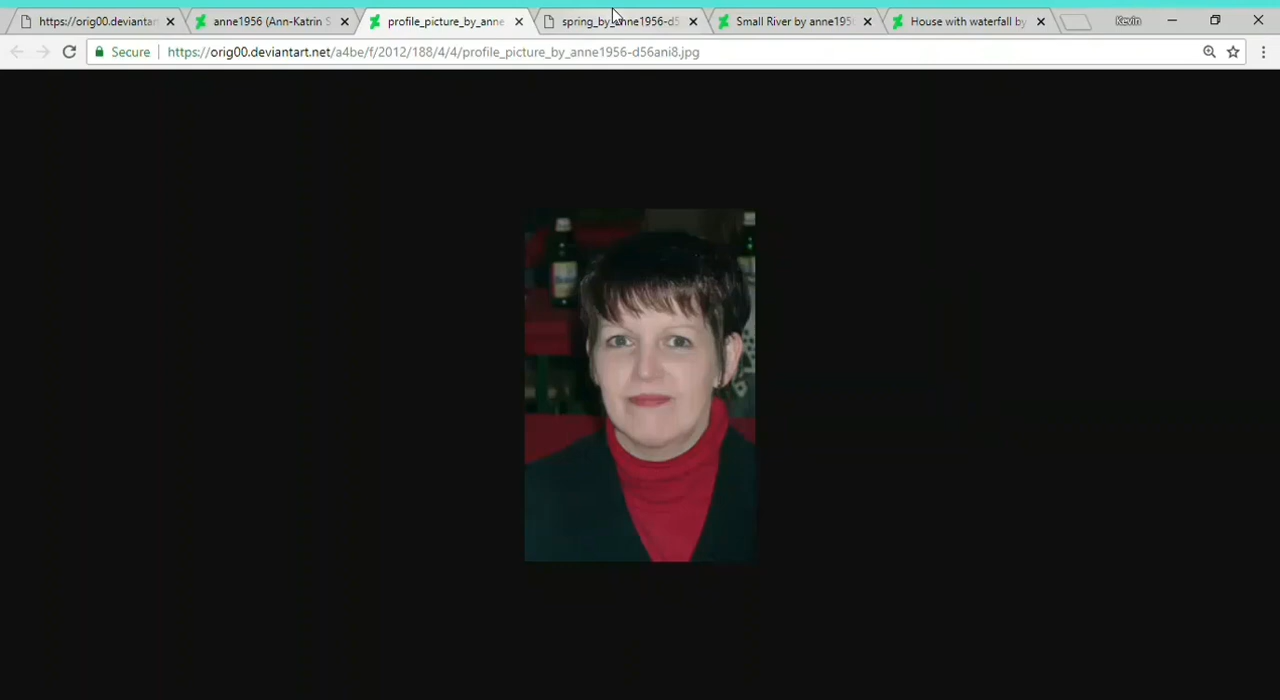 https://orig00.deviantar
anne1956 (Ann-Katrin S
profile_picture_by_anne
spring_by_anne1956-d5
Small River by anne195
House with waterfall by
Kevin
Secure
https://orig00.deviantart.net/a4be/f/2012/188/4/4/profile_picture_by_anne1956-d56ani8.jpg